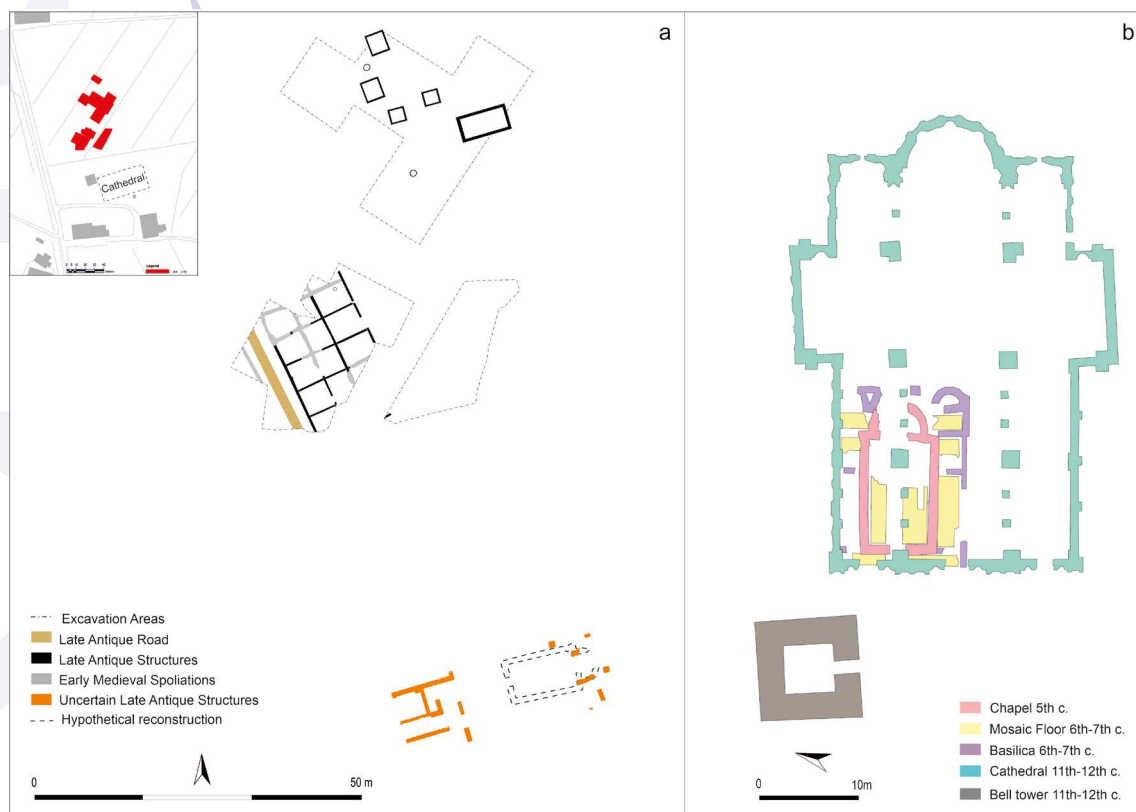 a
b
Cathedral
Legend
Excavation Areas
Late Antique Road
Late Antique Structures
Early Medieval Spoliations
Uncertain Late Antique Structures
Hypothetical reconstruction
0 50 m
Chapel 5th c.
Mosaic Floor 6th-7th c.
Basilica 6th-7th c.
Cathedral 11th-12th c.
Bell tower 11th-12th c.
0 10m